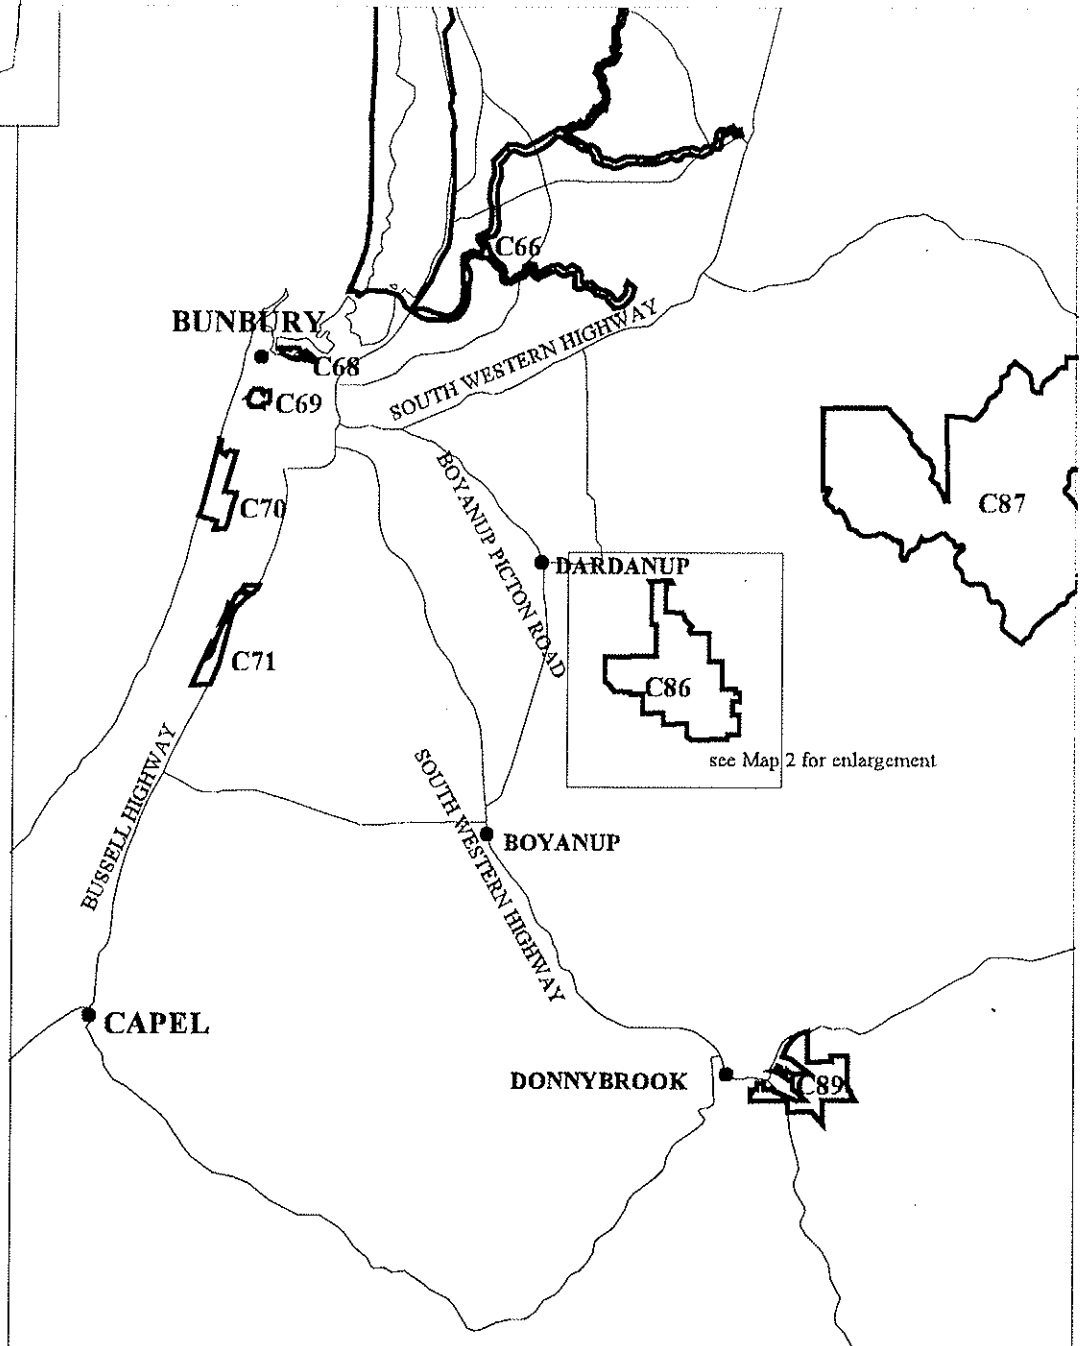 C66
BUNBURY
C68
SOUTH WESTERN HIGHWAY
C69
C87
C70
BOYANUP PICTON ROAD
DARDANUP
C71
C86
see Map 2 for enlargement
BUSSELL HIGHWAY
SOUTH WESTERN HIGHWAY
BOYANUP
CAPEL
DONNYBROOK
C89